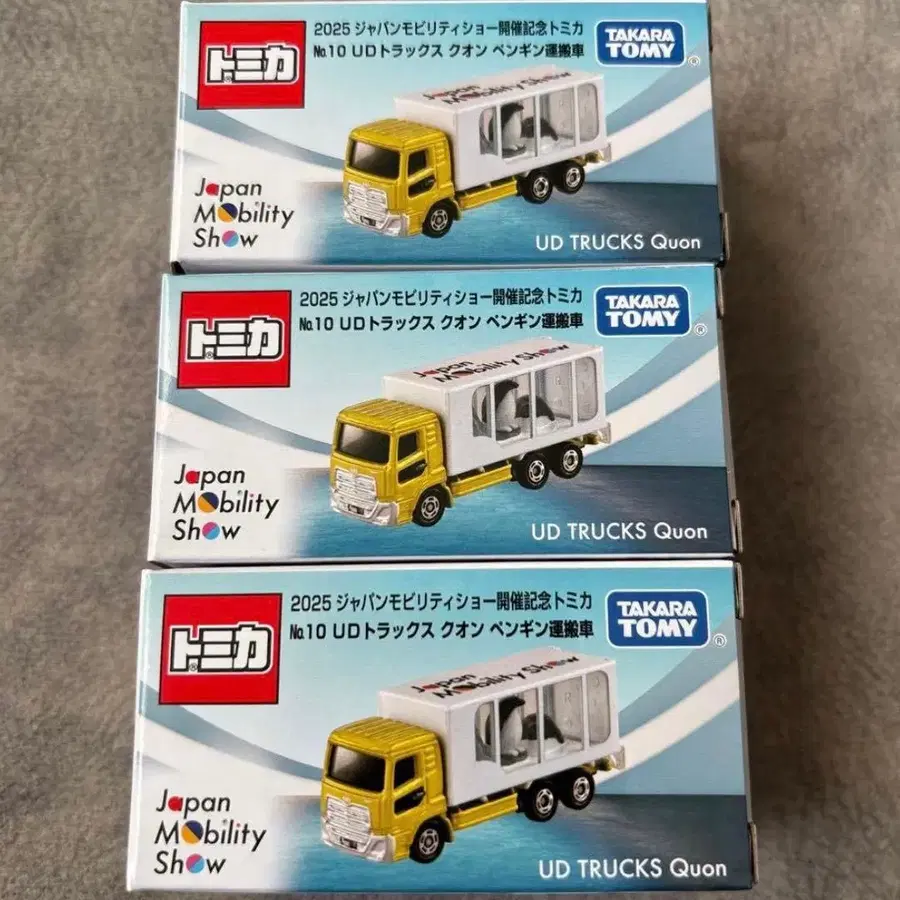 トミカ
2025 ジャパンモビリティショー開催記念トミカ
No.10 UDトラックス クオン ペンギン運搬車
TAKARA
TOMY
Japan
Mobility Show
Japan
Mobility
Show
UD TRUCKS Quon
トミカ
2025 ジャパンモビリティショー開催記念トミカ
No.10 UDトラックス クオン ペンギン運搬車
TAKARA
TOMY
Japan
Mobility Show
Japan
Mobility
Show
UD TRUCKS Quon
トミカ
2025 ジャパンモビリティショー開催記念トミカ
No.10 UDトラックス クオン ペンギン運搬車
TAKARA
TOMY
Japan
Mobility Show
Japan
Mobility
Show
UD TRUCKS Quon